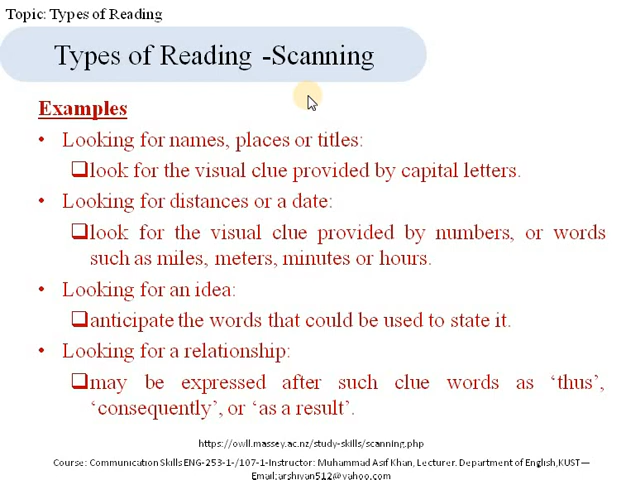 Topic: Types of Reading
Types of Reading -Scanning
Examples
• Looking for names, places or titles:
❑look for the visual clue provided by capital letters.
• Looking for distances or a date:
❑look for the visual clue provided by numbers, or words
such as miles, meters, minutes or hours.
• Looking for an idea:
❑anticipate the words that could be used to state it.
• Looking for a relationship:
❑may be expressed after such clue words as ‘thus’,
‘consequently’, or ‘as a result’.
https://owll.massey.ac.nz/study-skills/scanning.php
Course: Communication Skills ENG-253-1-/107-1-Instructor: Muhammad Asif Khan, Lecturer. Department of English,KUST—
Email;arshivan512@yahoo.com